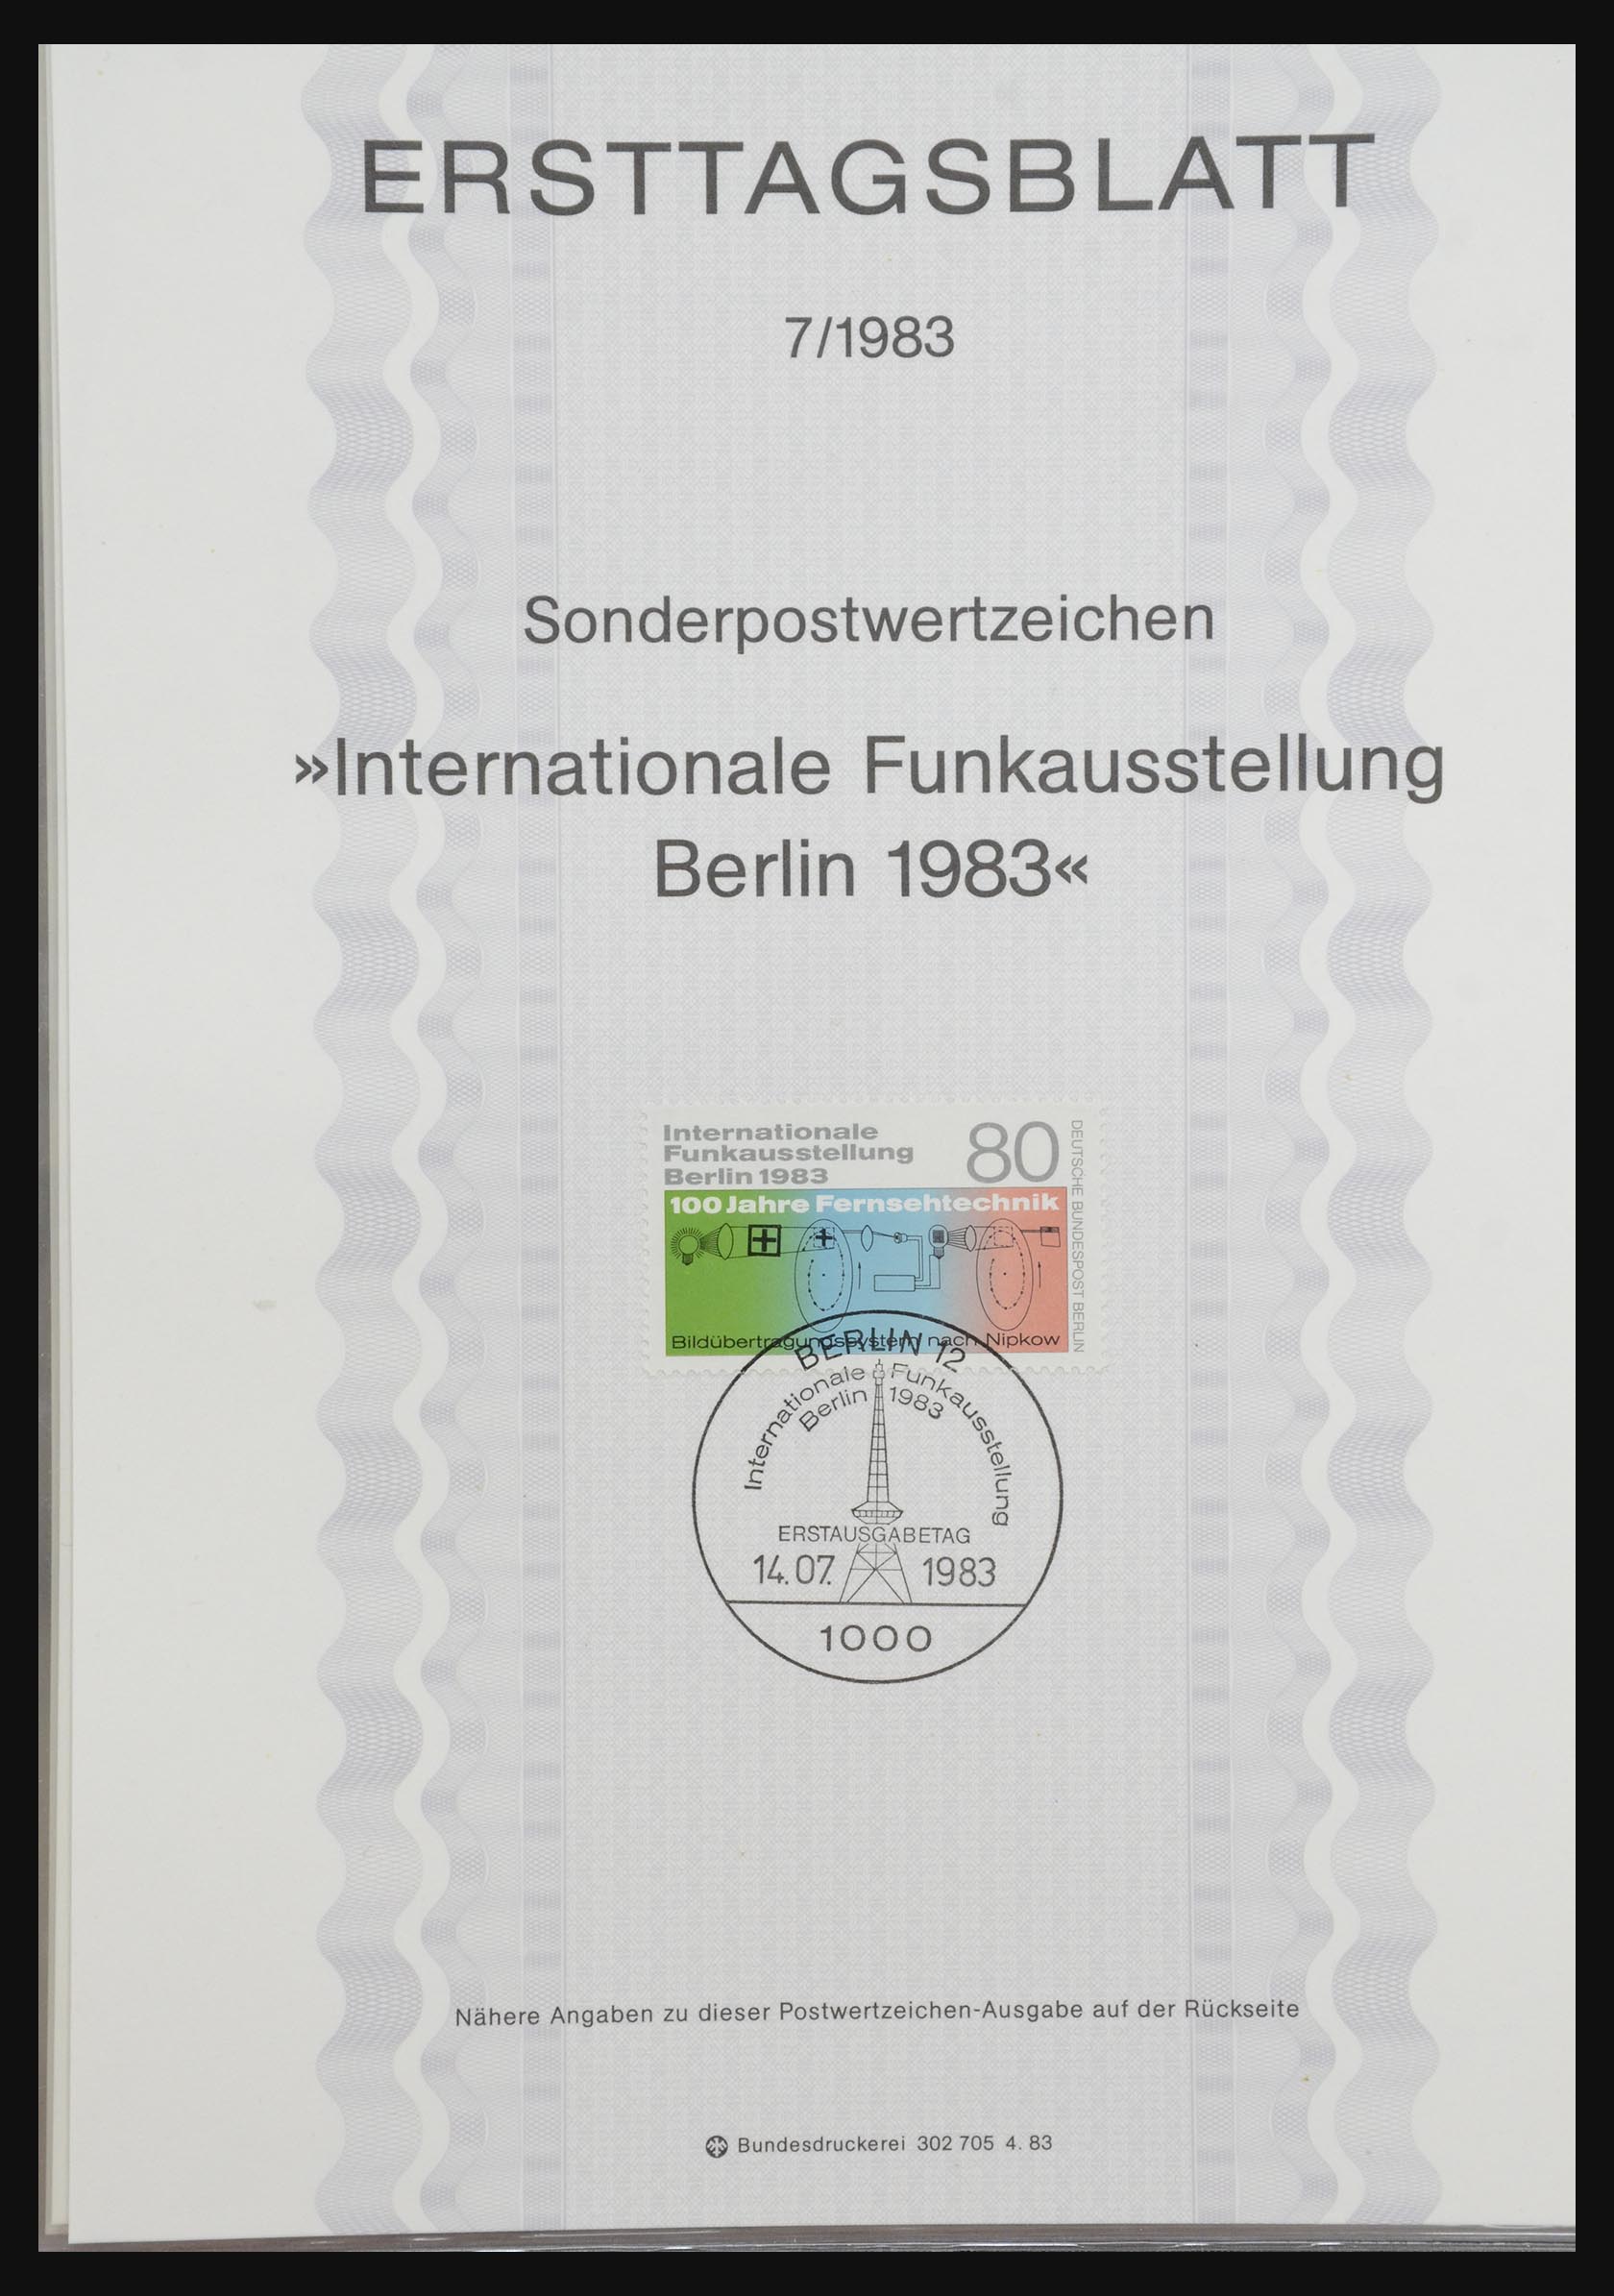 ERSTTAGSBLATT
7/1983
Sonderpostwertzeichen
»Internationale Funkausstellung
Berlin 1983«
Internationale
Funkausstellung
Berlin 1983
80
DEUTSCHE BUNDESPOST BERLIN
100 Jahre Fernsehtechnik
Bildübertragungssystem nach Nipkow
BERLIN 12
Internationale Funkausstellung
Berlin 1983
ERSTAUSGABETAG
14.07. 1983
1000
Nähere Angaben zu dieser Postwertzeichen-Ausgabe auf der Rückseite
Bundesdruckerei 302 705 4. 83